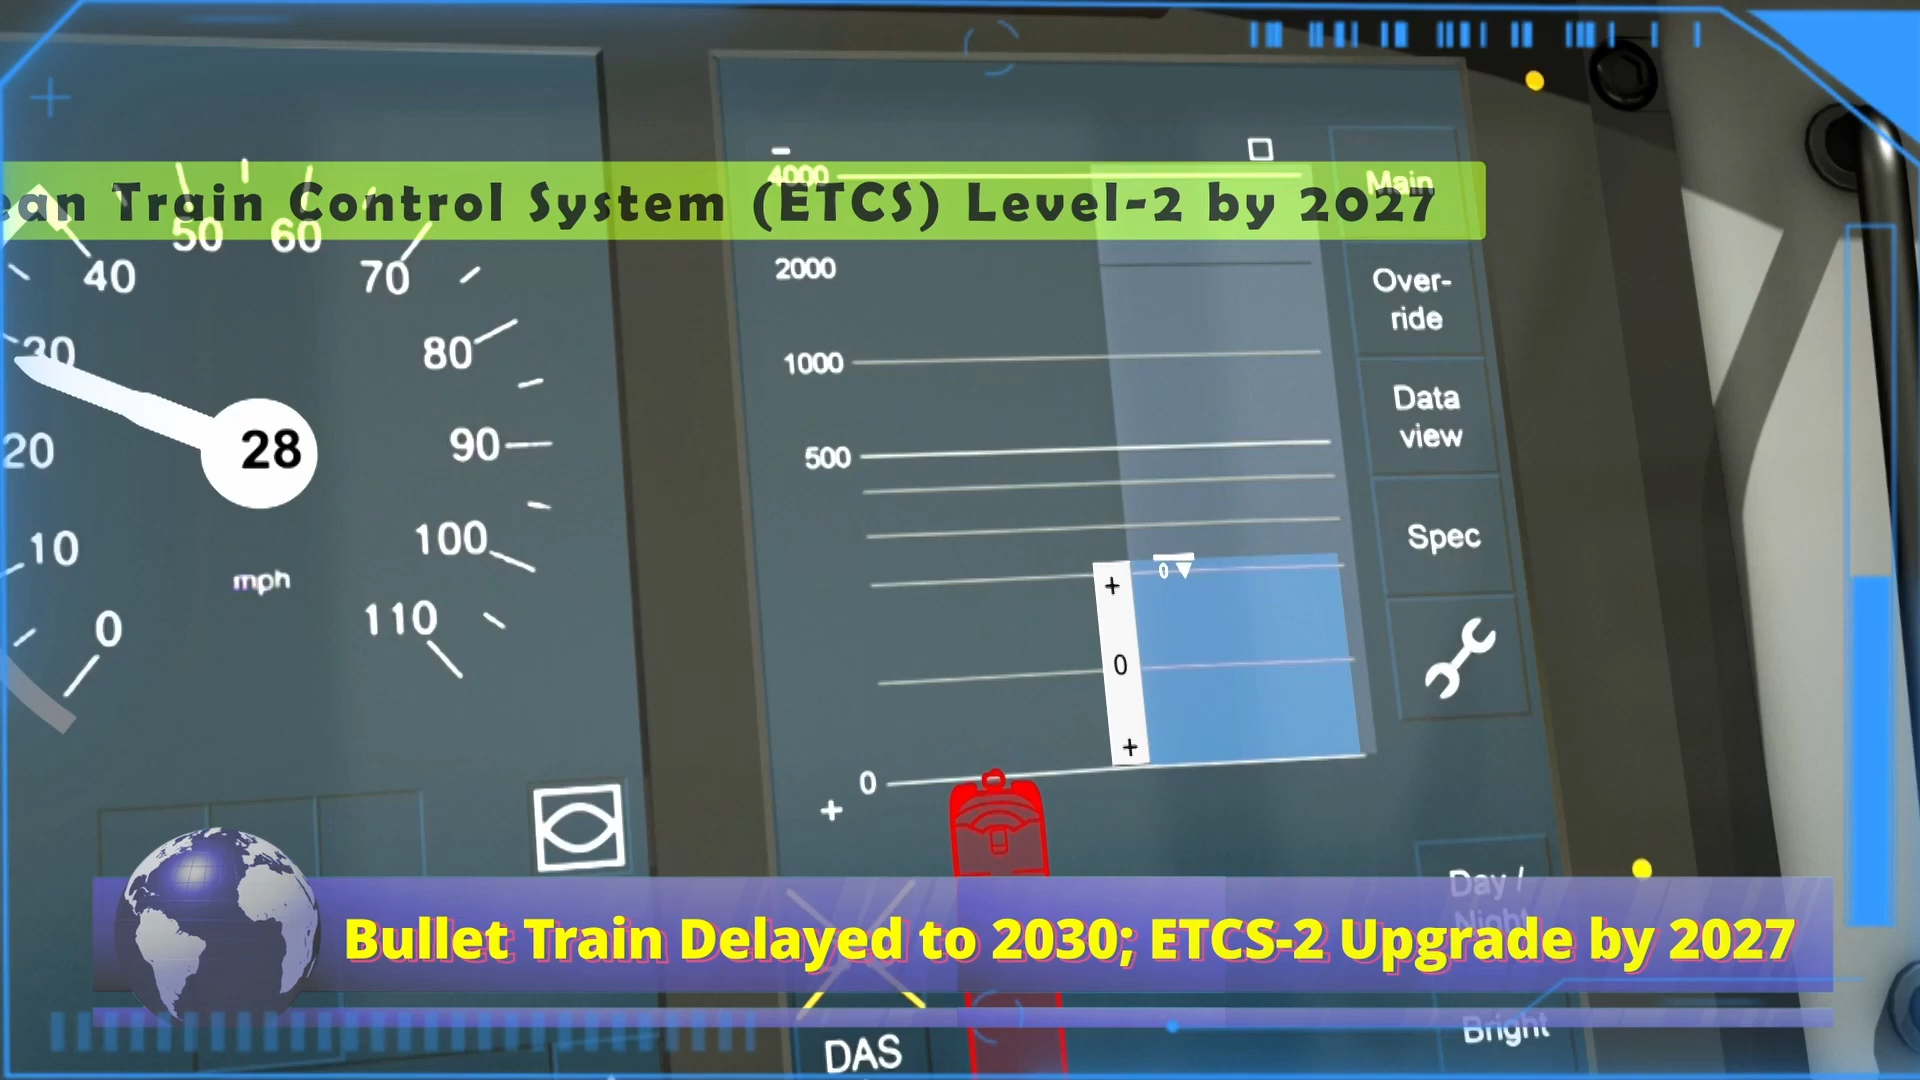 ean Train Control System (ETCS) Level-2 by 2027
50
60
40
70
30
80
20
28
90
10
100
mph
0
110
4000
2000
1000
500
0
+
0
+
0
+
Main
Over-
ride
Data
view
Spec
Day /
Night
Bullet Train Delayed to 2030; ETCS-2 Upgrade by 2027
Bright
DAS